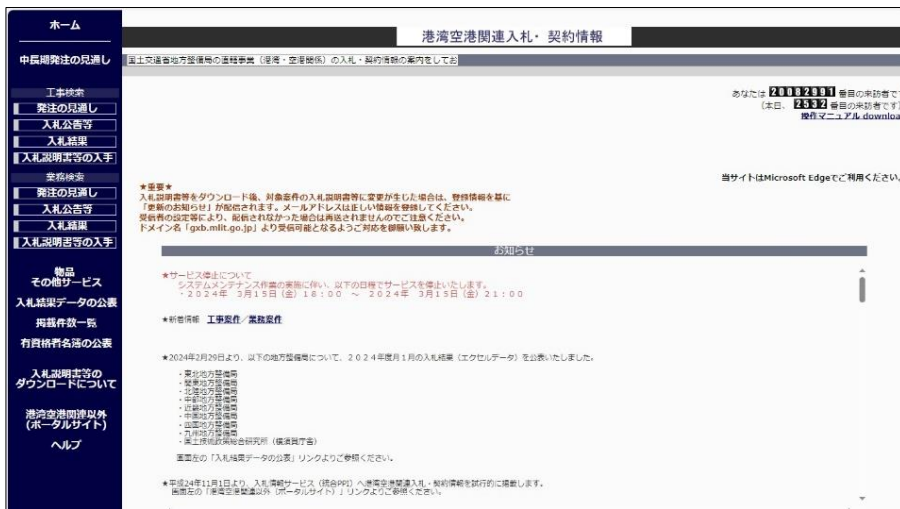 ホーム
中長期発注の見通し
工事検索
発注の見通し
入札公告等
入札結果
入札説明書等の入手
業務検索
発注の見通し
入札公告等
入札結果
入札説明書等の入手
物品
その他サービス
入札結果データの公表
掲載件数一覧
有資格者名簿の公表
入札説明書等の
ダウンロードについて
港湾空港関連以外
(ポータルサイト)
ヘルプ
港湾空港関連入札・契約情報
国土交通省地方整備局の直轄事業（港湾・空港関係）の入札・契約情報の案内をしてお
あなたは 20082991 番目の来訪者です
(本日、 2532 番目の来訪者です)
操作マニュアル download
当サイトはMicrosoft Edgeでご利用ください。
★重要★
入札説明書等をダウンロード後、対象案件の入札説明書等に変更が生じた場合は、登録情報を基に
「更新のお知らせ」が配信されます。メールアドレスは正しい情報を登録してください。
受信者の設定等により、配信されなかった場合は再送されませんのでご注意ください。
ドメイン名「gxb.mlit.go.jp」より受信可能となるようご対応を御願い致します。
お知らせ
★サービス停止について
システムメンテナンス作業の実施に伴い、以下の日程でサービスを停止いたします。
・２０２４年　３月１５日（金）１８：００　～　２０２４年　３月１５日（金）２１：００
★新着情報　工事案件／業務案件
★2024年2月29日より、以下の地方整備局について、２０２４年度月１月の入札結果（エクセルデータ）を公表いたしました。
・東北地方整備局
・関東地方整備局
・北陸地方整備局
・中部地方整備局
・近畿地方整備局
・中国地方整備局
・四国地方整備局
・九州地方整備局
・国土技術政策総合研究所（横須賀庁舎）
画面左の「入札結果データの公表」リンクよりご参照ください。
★平成24年11月1日より、入札情報サービス（統合PPI）へ港湾空港関連入札・契約情報を試行的に掲載します。
画面左の「港湾空港関連以外（ポータルサイト）」リンクよりご参照ください。